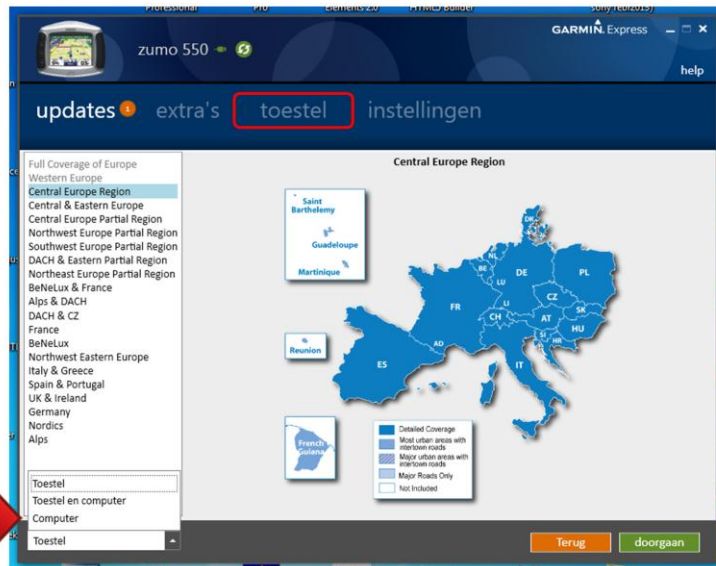 Professional Pro Elements 2.0 HTML5 Builder
GARMIN Express
zumo 550
help
updates 1 extra's toestel instellingen
Full Coverage of Europe
Western Europe
Central Europe Region
Central & Eastern Europe
Central Europe Partial Region
Northwest Europe Partial Region
Southwest Europe Partial Region
DACH & Eastern Partial Region
Northeast Europe Partial Region
BeNeLux & France
Alps & DACH
DACH & CZ
France
BeNeLux
Northwest Eastern Europe
Italy & Greece
Spain & Portugal
UK & Ireland
Germany
Nordics
Alps
Toestel
Toestel en computer
Computer
Toestel
Central Europe Region
Saint
Barthelemy
Guadeloupe
Martinique
Reunion
French
Guiana
DK
NL
BE
DE
PL
LU
LI
CZ
FR
CH
AT
SK
HU
SI
HR
AD
ES
IT
Detailed Coverage
Most urban areas with
intertown roads
Major urban areas with
intertown roads
Major Roads Only
Not Included
Terug
doorgaan